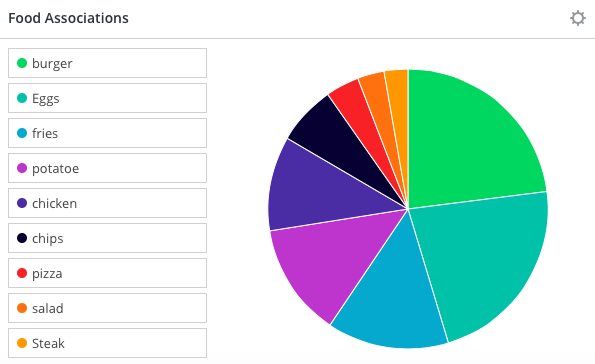 Food Associations
burger
Eggs
fries
potatoe
chicken
chips
pizza
salad
Steak